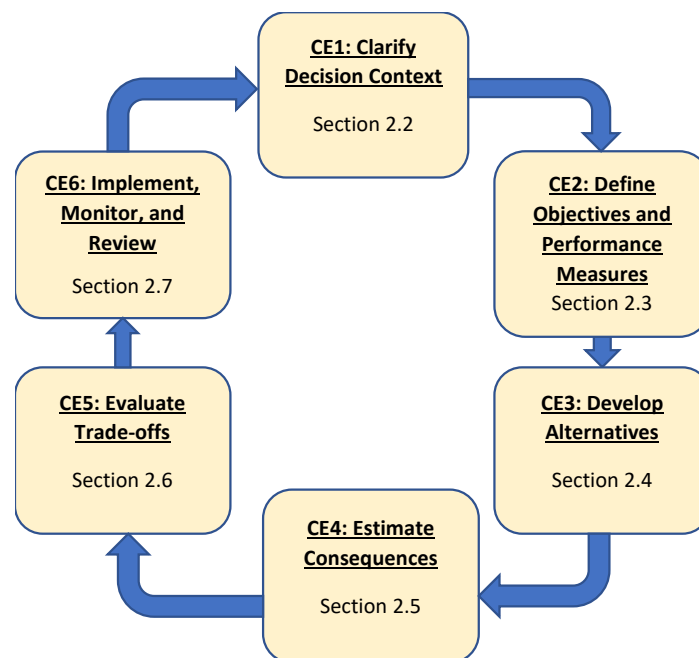 CE1: Clarify
Decision Context
Section 2.2
CE2: Define
Objectives and
Performance
Measures
Section 2.3
CE3: Develop
Alternatives
Section 2.4
CE4: Estimate
Consequences
Section 2.5
CE5: Evaluate
Trade-offs
Section 2.6
CE6: Implement,
Monitor, and
Review
Section 2.7